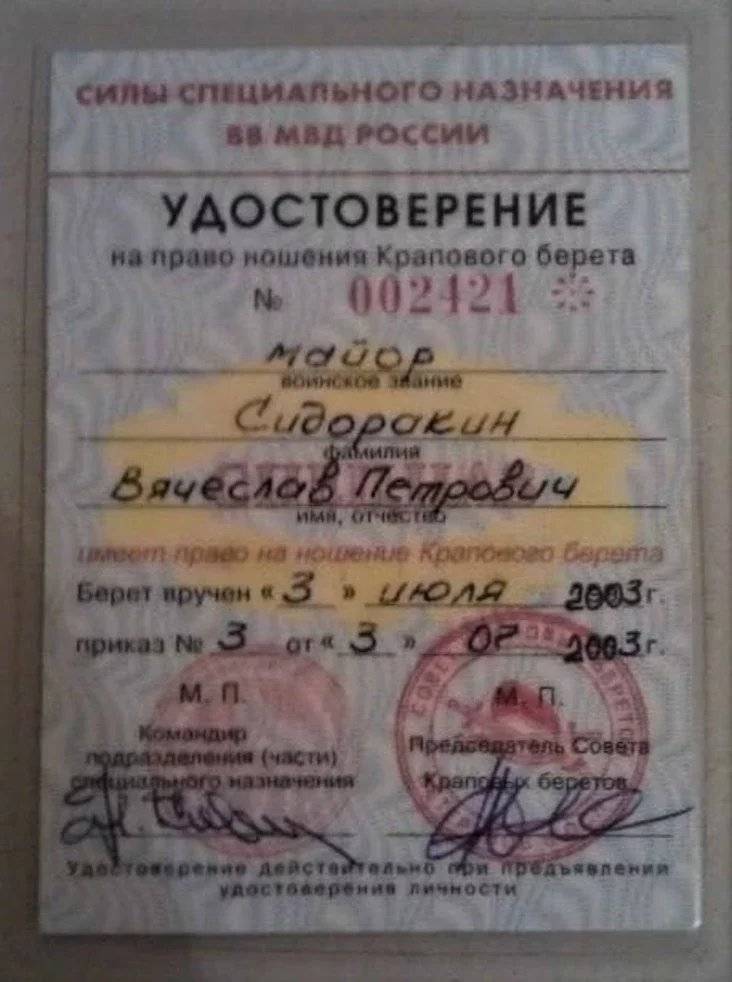 СИЛЫ СПЕЦИАЛЬНОГО НАЗНАЧЕНИЯ
ВВ МВД РОССИИ
УДОСТОВЕРЕНИЕ
на право ношения Крапового берета
№ 002421
майор
воинское звание
Сидоракин
фамилия
Вячеслав Петрович
имя, отчество
имеет право на ношение Крапового берета
Берет вручен « 3 » июля 2003г.
приказ № 3 от « 3 » 07 2003г.
М. П. М. П.
Командир
подразделения (части)
специального назначения
Председатель Совета
Краповых беретов
Удостоверение действительно при предъявлении
удостоверения личности